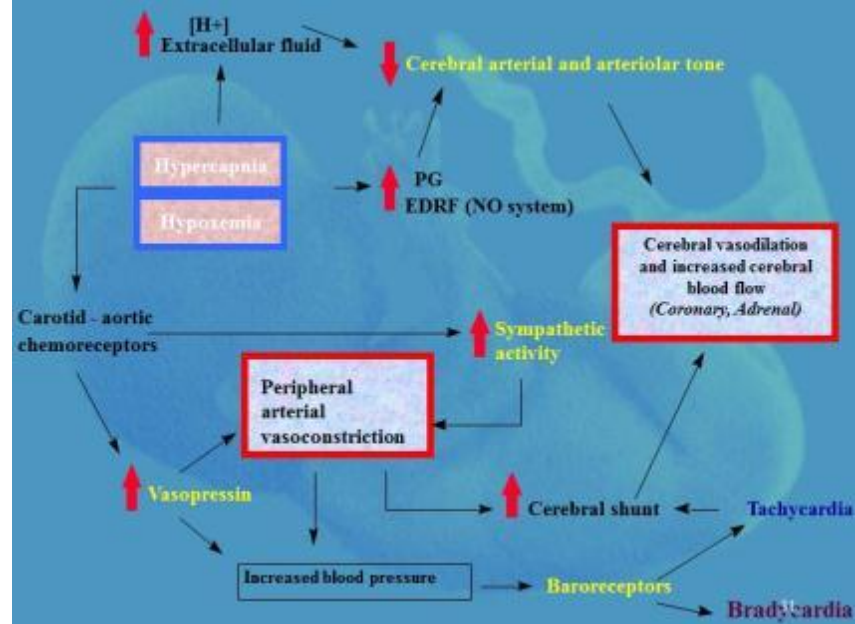 [H+]
Extracellular fluid
Cerebral arterial and arteriolar tone
Hypercapnia
Hypoxemia
PG
EDRF (NO system)
Cerebral vasodilation
and increased cerebral
blood flow
(Coronary, Adrenal)
Carotid - aortic
chemoreceptors
Sympathetic
activity
Peripheral
arterial
vasoconstriction
Vasopressin
Cerebral shunt
Tachycardia
Increased blood pressure
Baroreceptors
Bradycardia